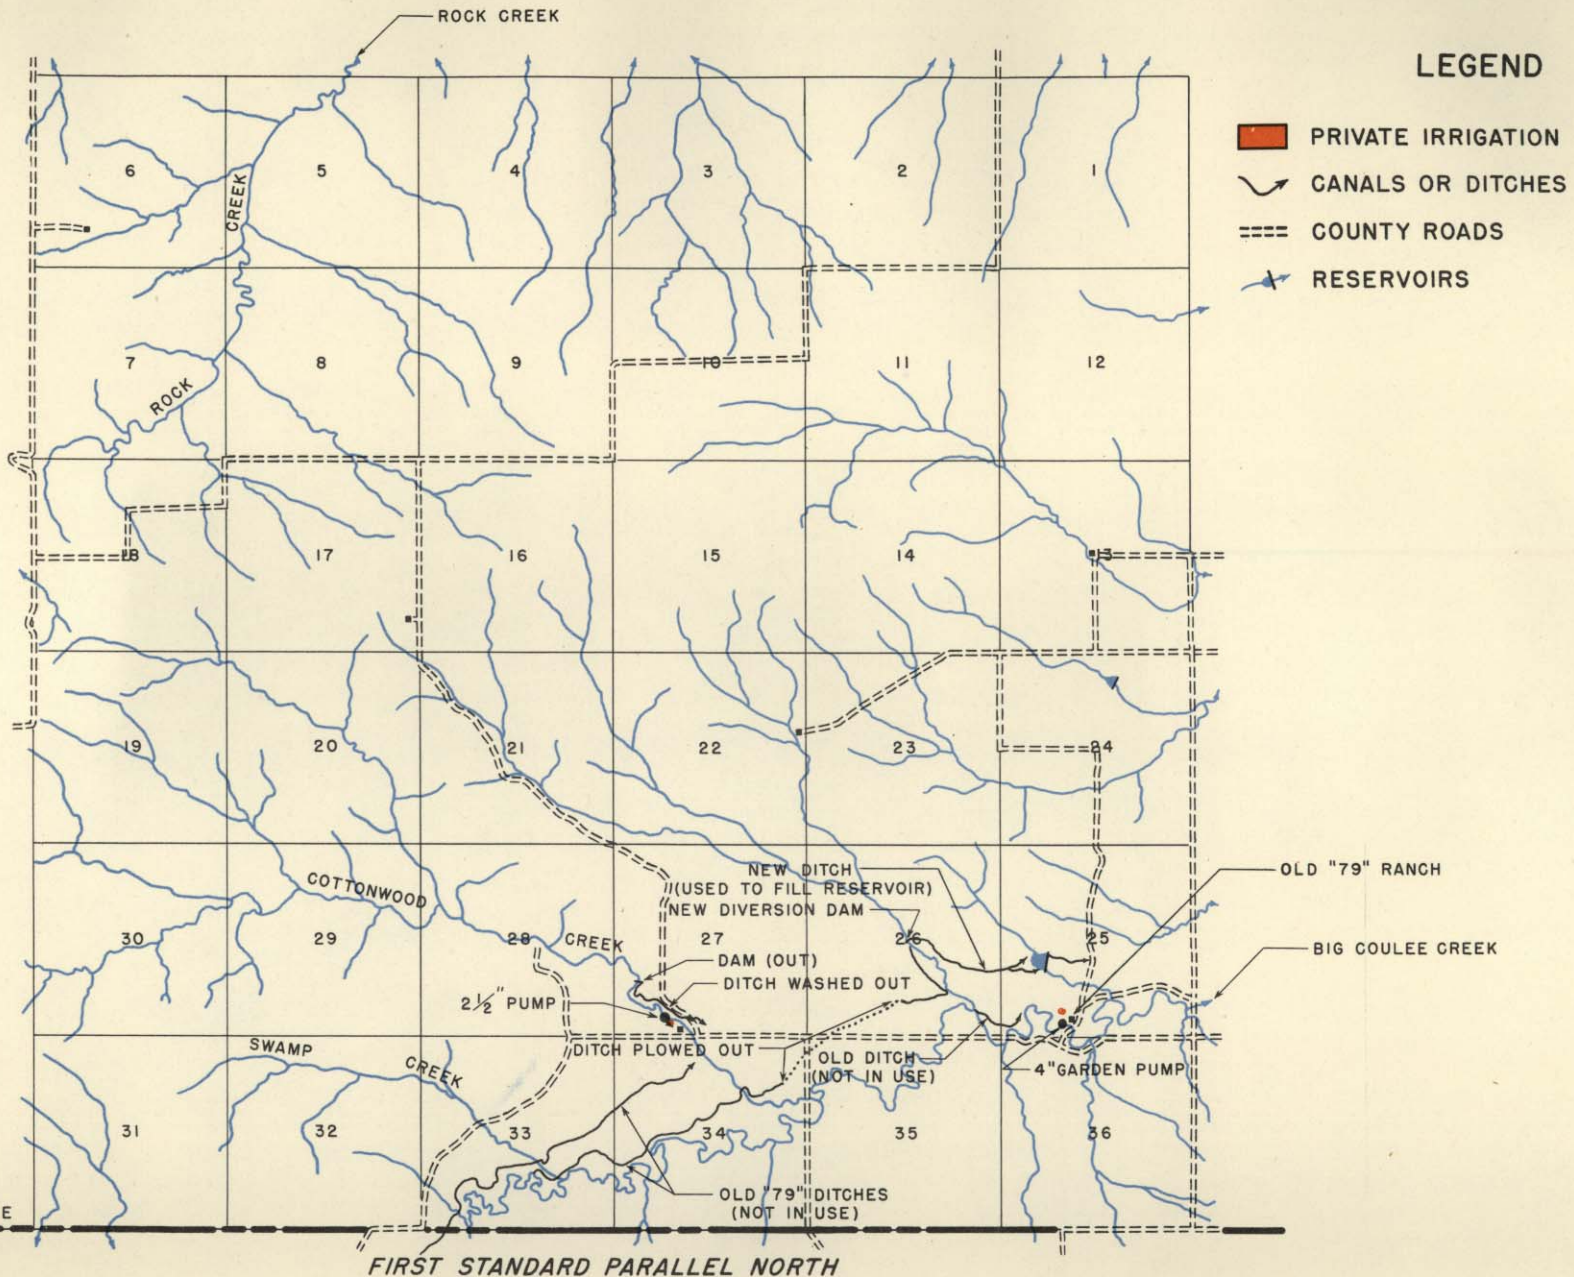 ROCK CREEK
LEGEND
PRIVATE IRRIGATION
CANALS OR DITCHES
COUNTY ROADS
RESERVOIRS
6
5
4
3
2
1
CREEK
7
8
9
10
11
12
ROCK
18
17
16
15
14
13
19
20
21
22
23
24
COTTONWOOD
CREEK
NEW DITCH
(USED TO FILL RESERVOIR)
NEW DIVERSION DAM
OLD "79" RANCH
30
29
28
27
26
25
BIG COULEE CREEK
DAM (OUT)
DITCH WASHED OUT
2 1/2" PUMP
SWAMP
CREEK
DITCH PLOWED OUT
OLD DITCH
(NOT IN USE)
4" GARDEN PUMP
31
32
33
34
35
36
OLD "79" DITCHES
(NOT IN USE)
E
FIRST STANDARD PARALLEL NORTH